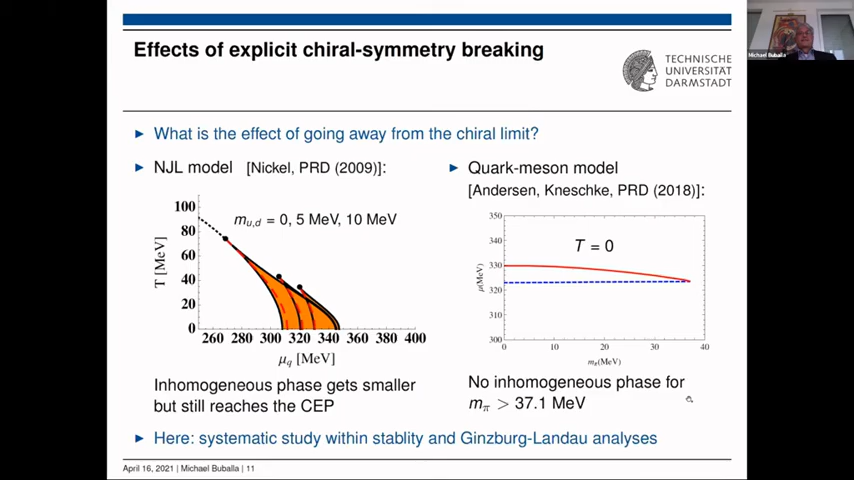 Effects of explicit chiral-symmetry breaking
TECHNISCHE
UNIVERSITÄT
DARMSTADT
Michael Buballa
What is the effect of going away from the chiral limit?
NJL model [Nickel, PRD (2009)]:
100
80
60
40
20
0
T [MeV]
m_{u,d} = 0, 5 MeV, 10 MeV
260 280 300 320 340 360 380 400
μ_q [MeV]
Inhomogeneous phase gets smaller
but still reaches the CEP
Quark-meson model
[Andersen, Kneschke, PRD (2018)]:
350
340
330
320
310
300
μ(MeV)
T = 0
0 10 20 30 40
m_π(MeV)
No inhomogeneous phase for
m_π > 37.1 MeV
Here: systematic study within stablity and Ginzburg-Landau analyses
April 16, 2021 | Michael Buballa | 11